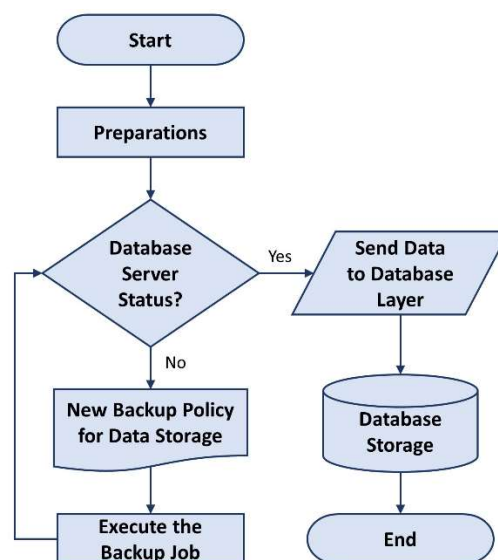 Start
Preparations
Database
Server
Status?
Yes
Send Data
to Database
Layer
No
New Backup Policy
for Data Storage
Database
Storage
Execute the
Backup Job
End